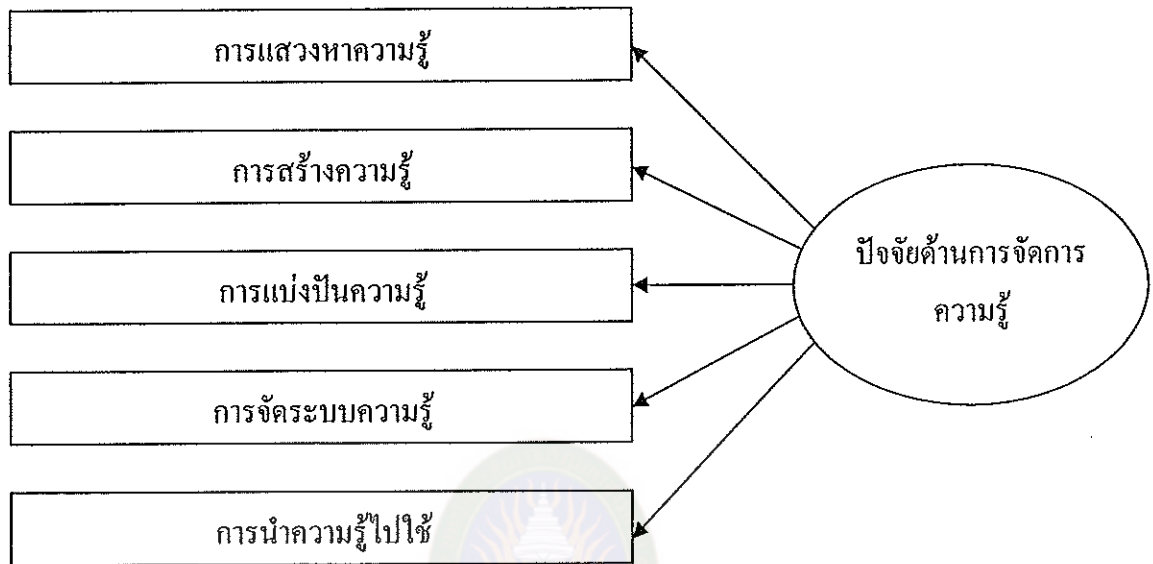 การแสวงหาความรู้
การสร้างความรู้
การแบ่งปันความรู้
การจัดระบบความรู้
การนำความรู้ไปใช้
ปัจจัยด้านการจัดการ
ความรู้